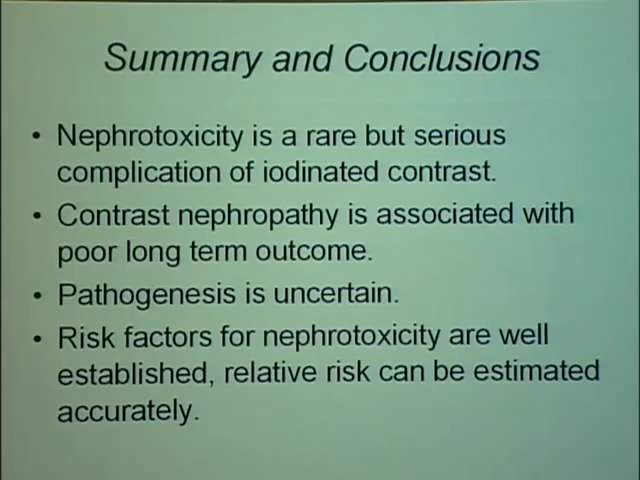 Summary and Conclusions
• Nephrotoxicity is a rare but serious
complication of iodinated contrast.
• Contrast nephropathy is associated with
poor long term outcome.
• Pathogenesis is uncertain.
• Risk factors for nephrotoxicity are well
established, relative risk can be estimated
accurately.